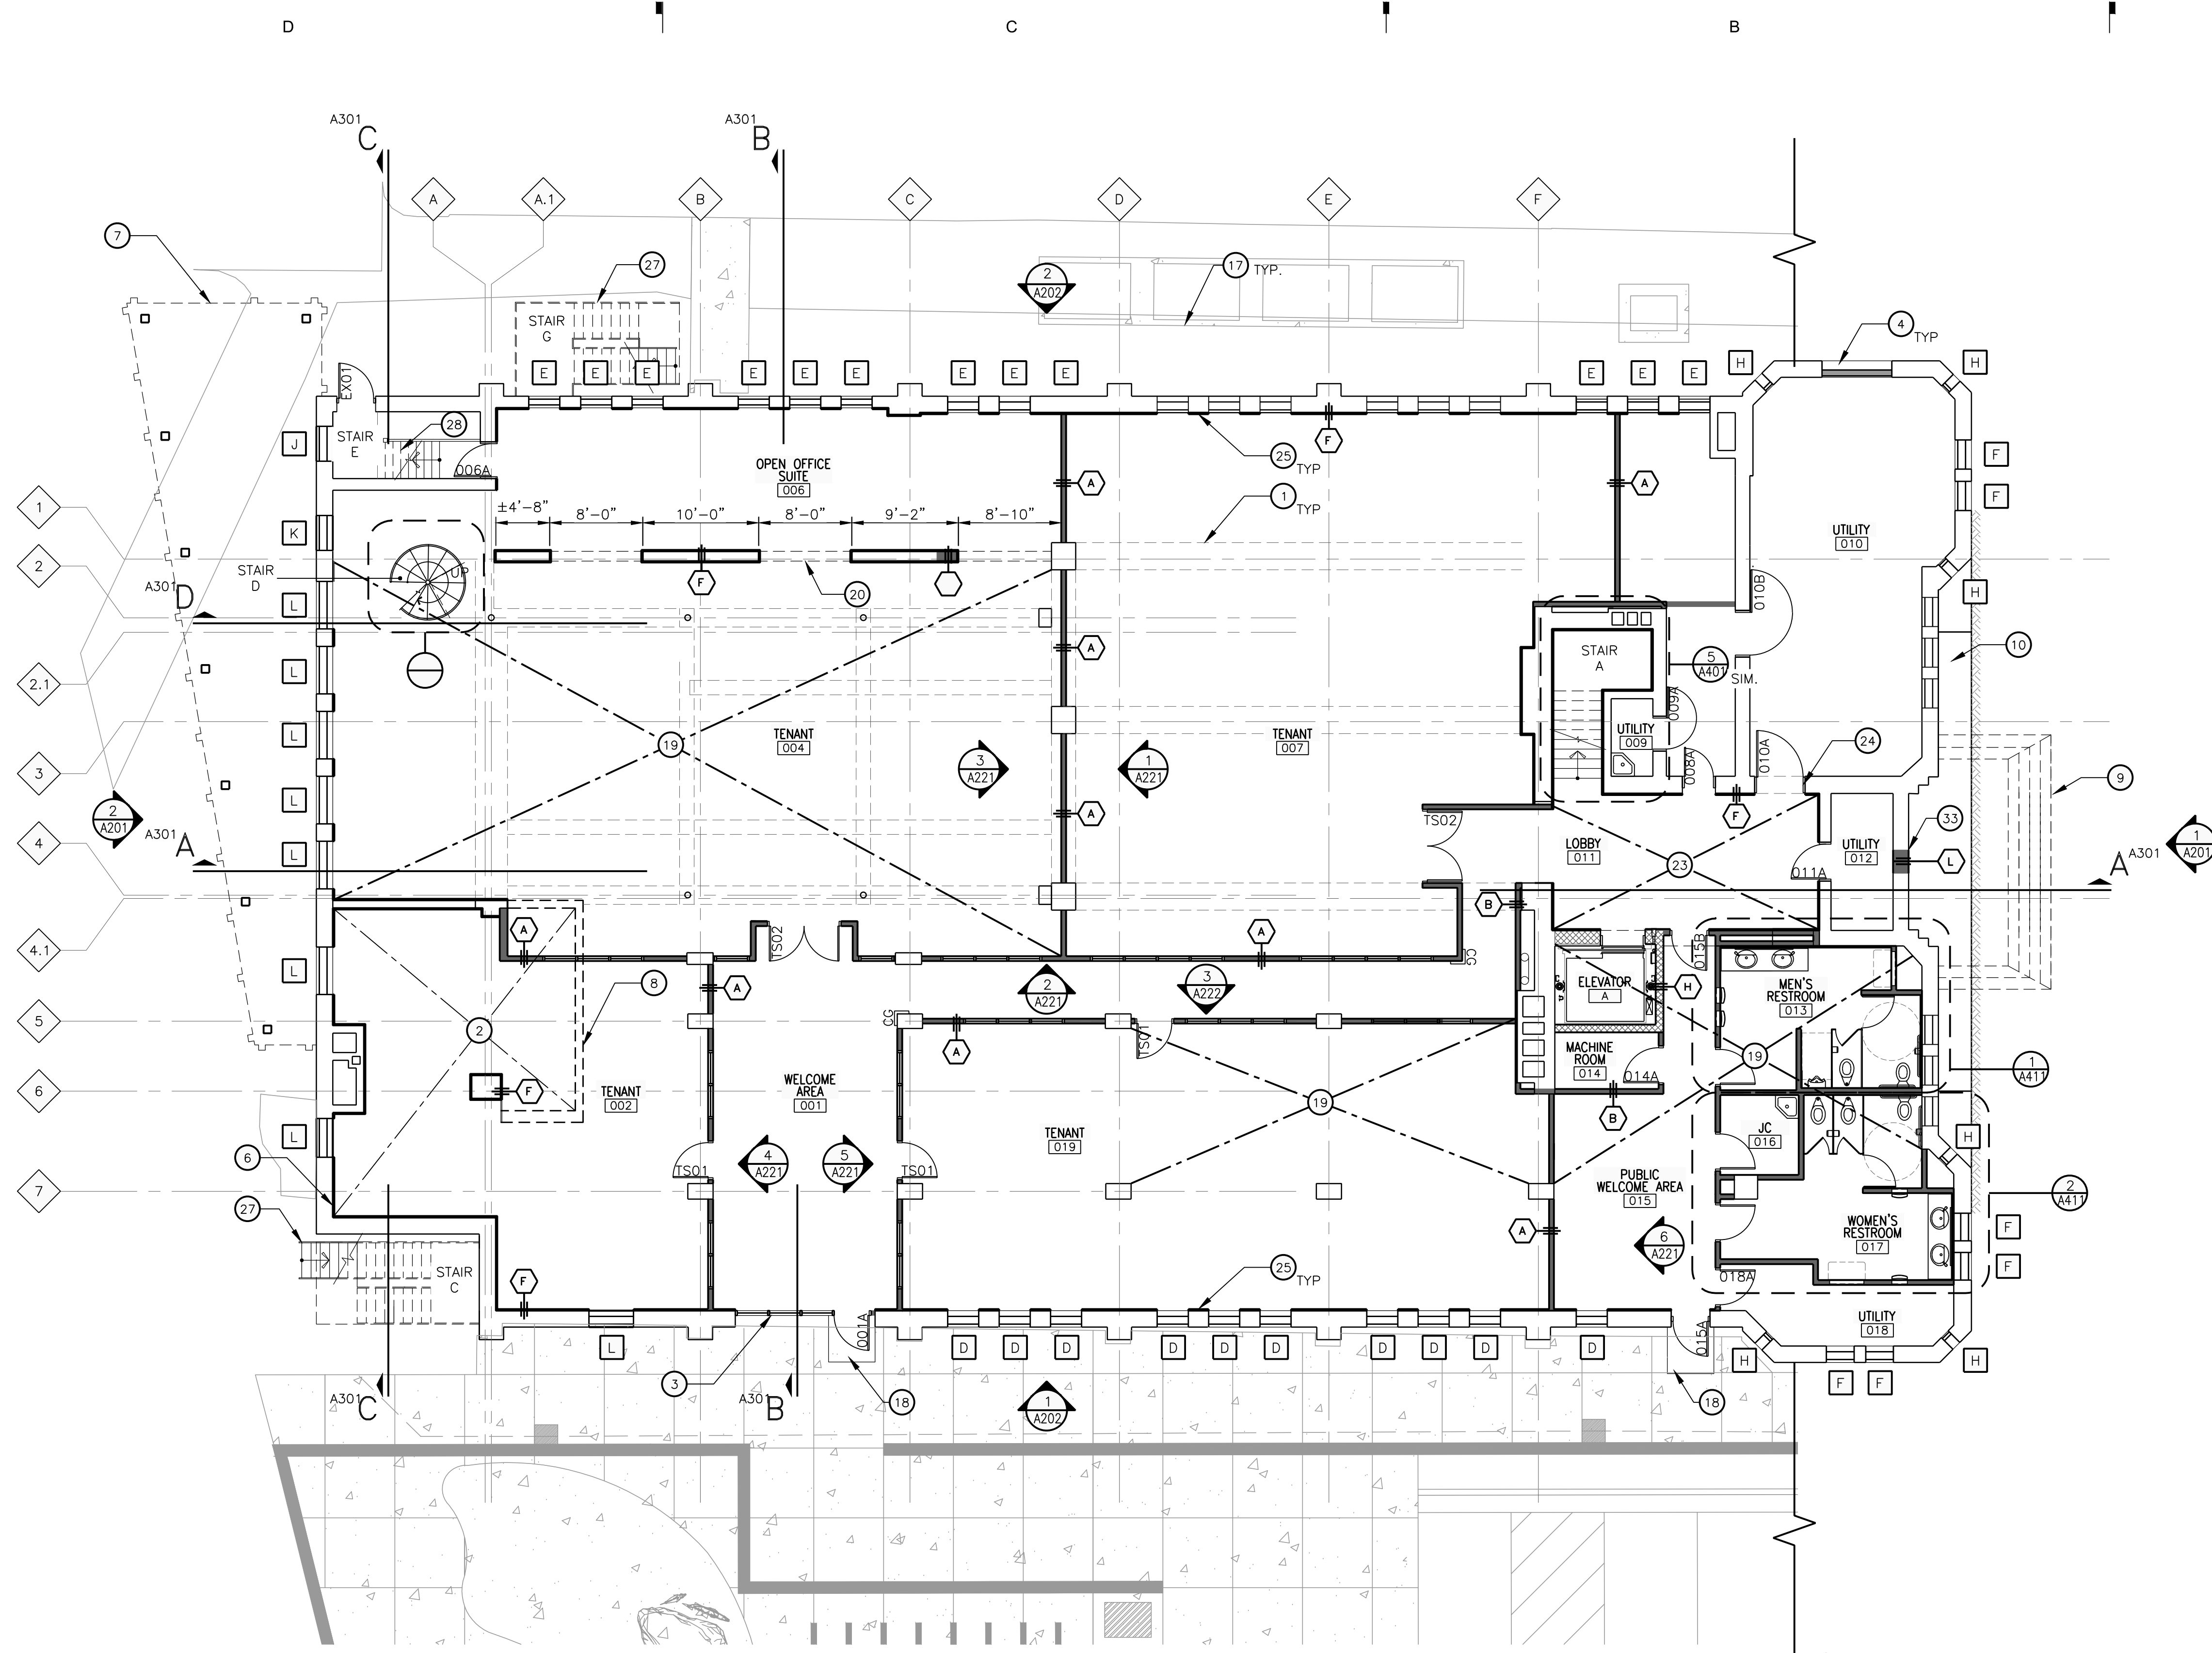 D
C
B
A301
C
A301
B
A
A.1
B
C
D
E
F
7
27
2
A202
17
TYP.
4
TYP
STAIR
G
E
E
E
E
E
E
E
E
E
E
E
E
H
H
EX01
J
STAIR
E
28
006A
OPEN OFFICE
SUITE
006
F
25
TYP
A
A
F
F
1
1
TYP
±4'-8"
8'-0"
10'-0"
8'-0"
9'-2"
8'-10"
K
UTILITY
010
2
STAIR
D
UP
F
20
A301
D
L
010B
H
2.1
L
A
STAIR
A
5
A401
SIM.
10
009A
3
L
19
TENANT
004
TENANT
007
UTILITY
009
008A
010A
24
9
3
A221
1
A221
2
A201
L
A
F
4
A301
A
L
TS02
LOBBY
011
23
UTILITY
012
33
L
011A
1
A201
A
A301
B
4.1
L
A
TS02
A
CG
015B
2
8
A
2
A221
3
A222
ELEVATOR
A
H
MEN'S
RESTROOM
013
5
CG
A
TS01
MACHINE
ROOM
014
014A
19
1
A411
6
F
TENANT
002
WELCOME
AREA
001
19
B
L
TENANT
019
JC
016
H
6
TS01
4
A221
5
A221
TS01
PUBLIC
WELCOME AREA
015
7
27
A
6
A221
WOMEN'S
RESTROOM
017
2
A411
F
F
STAIR
C
F
25
TYP
018A
UTILITY
018
L
001A
D
D
D
D
D
D
D
D
D
D
015A
H
H
F
F
3
A301
C
A301
B
18
1
A202
18